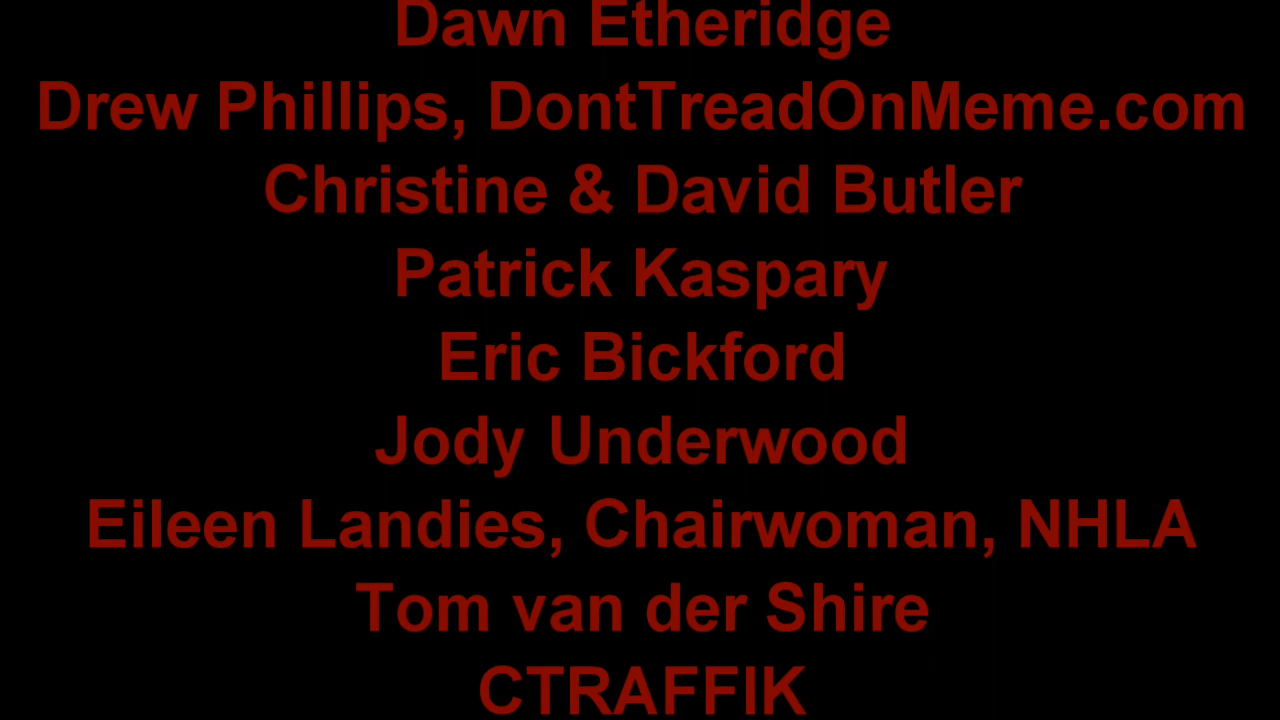 Dawn Etheridge
Drew Phillips, DontTreadOnMeme.com
Christine & David Butler
Patrick Kaspary
Eric Bickford
Jody Underwood
Eileen Landies, Chairwoman, NHLA
Tom van der Shire
CTRAFFIK